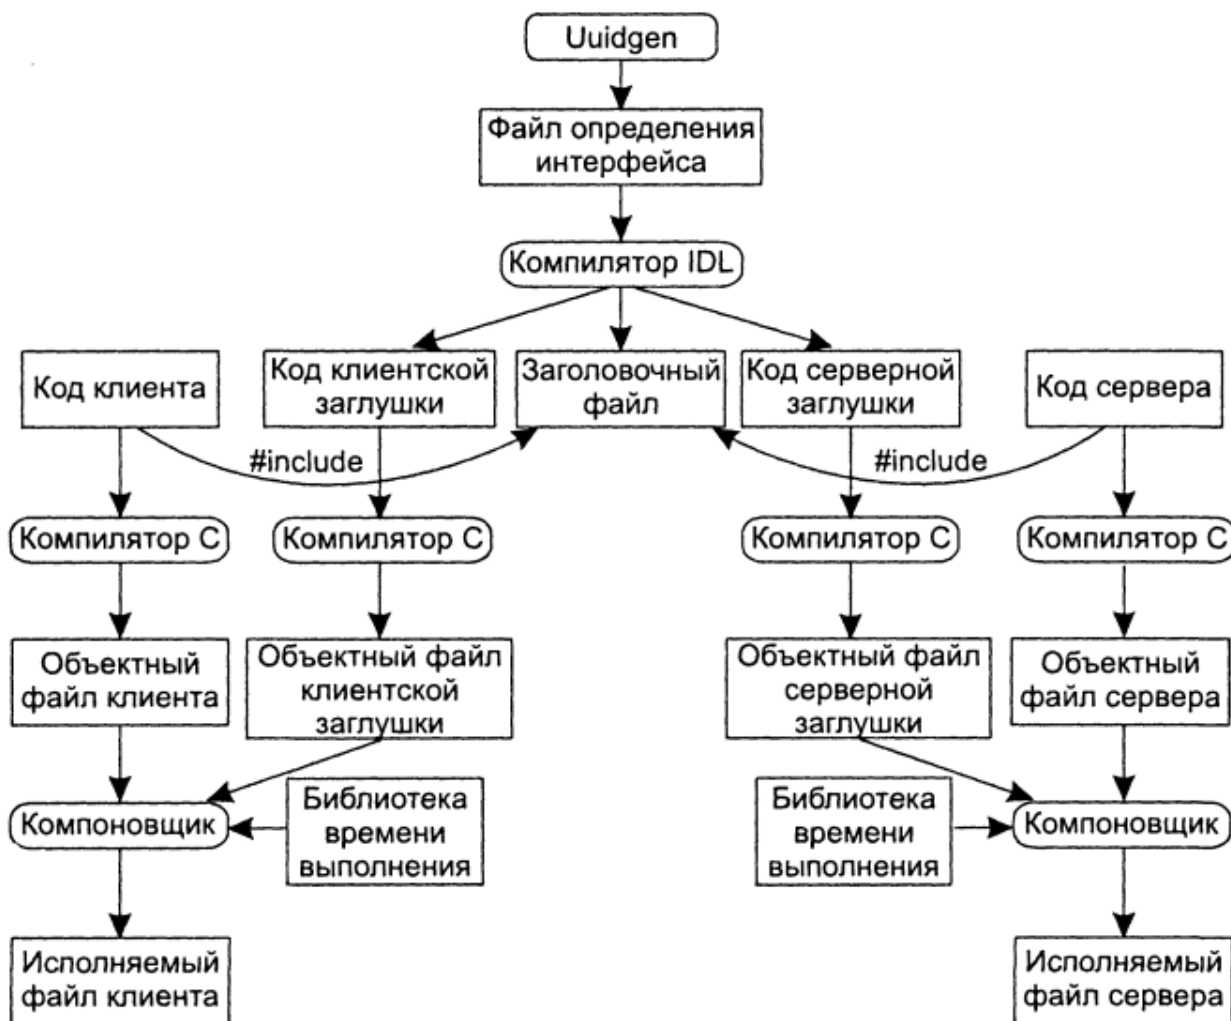 Uuidgen
Файл определения
интерфейса
Компилятор IDL
Код клиента
Код клиентской
заглушки
Заголовочный
файл
Код серверной
заглушки
Код сервера
#include
#include
Компилятор С
Компилятор С
Компилятор С
Компилятор С
Объектный
файл клиента
Объектный файл
клиентской
заглушки
Объектный файл
серверной
заглушки
Объектный
файл сервера
Компоновщик
Библиотека
времени
выполнения
Библиотека
времени
выполнения
Компоновщик
Исполняемый
файл клиента
Исполняемый
файл сервера